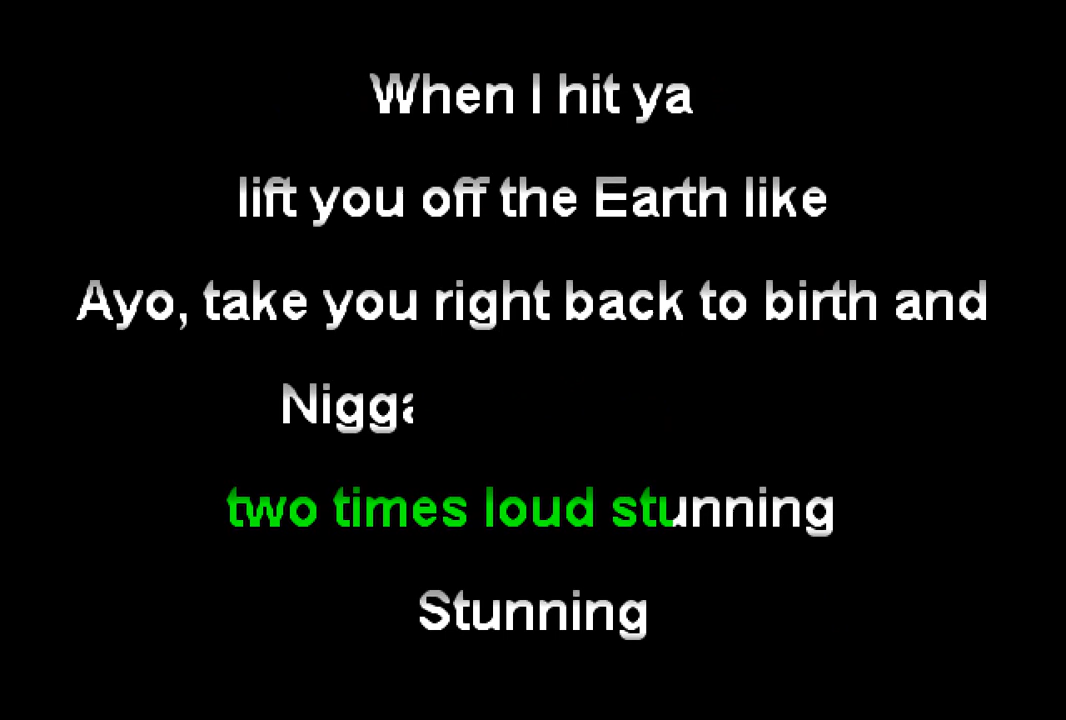 When I hit ya
lift you off the Earth like
Ayo, take you right back to birth and
Nigga
two times loud stunning
Stunning